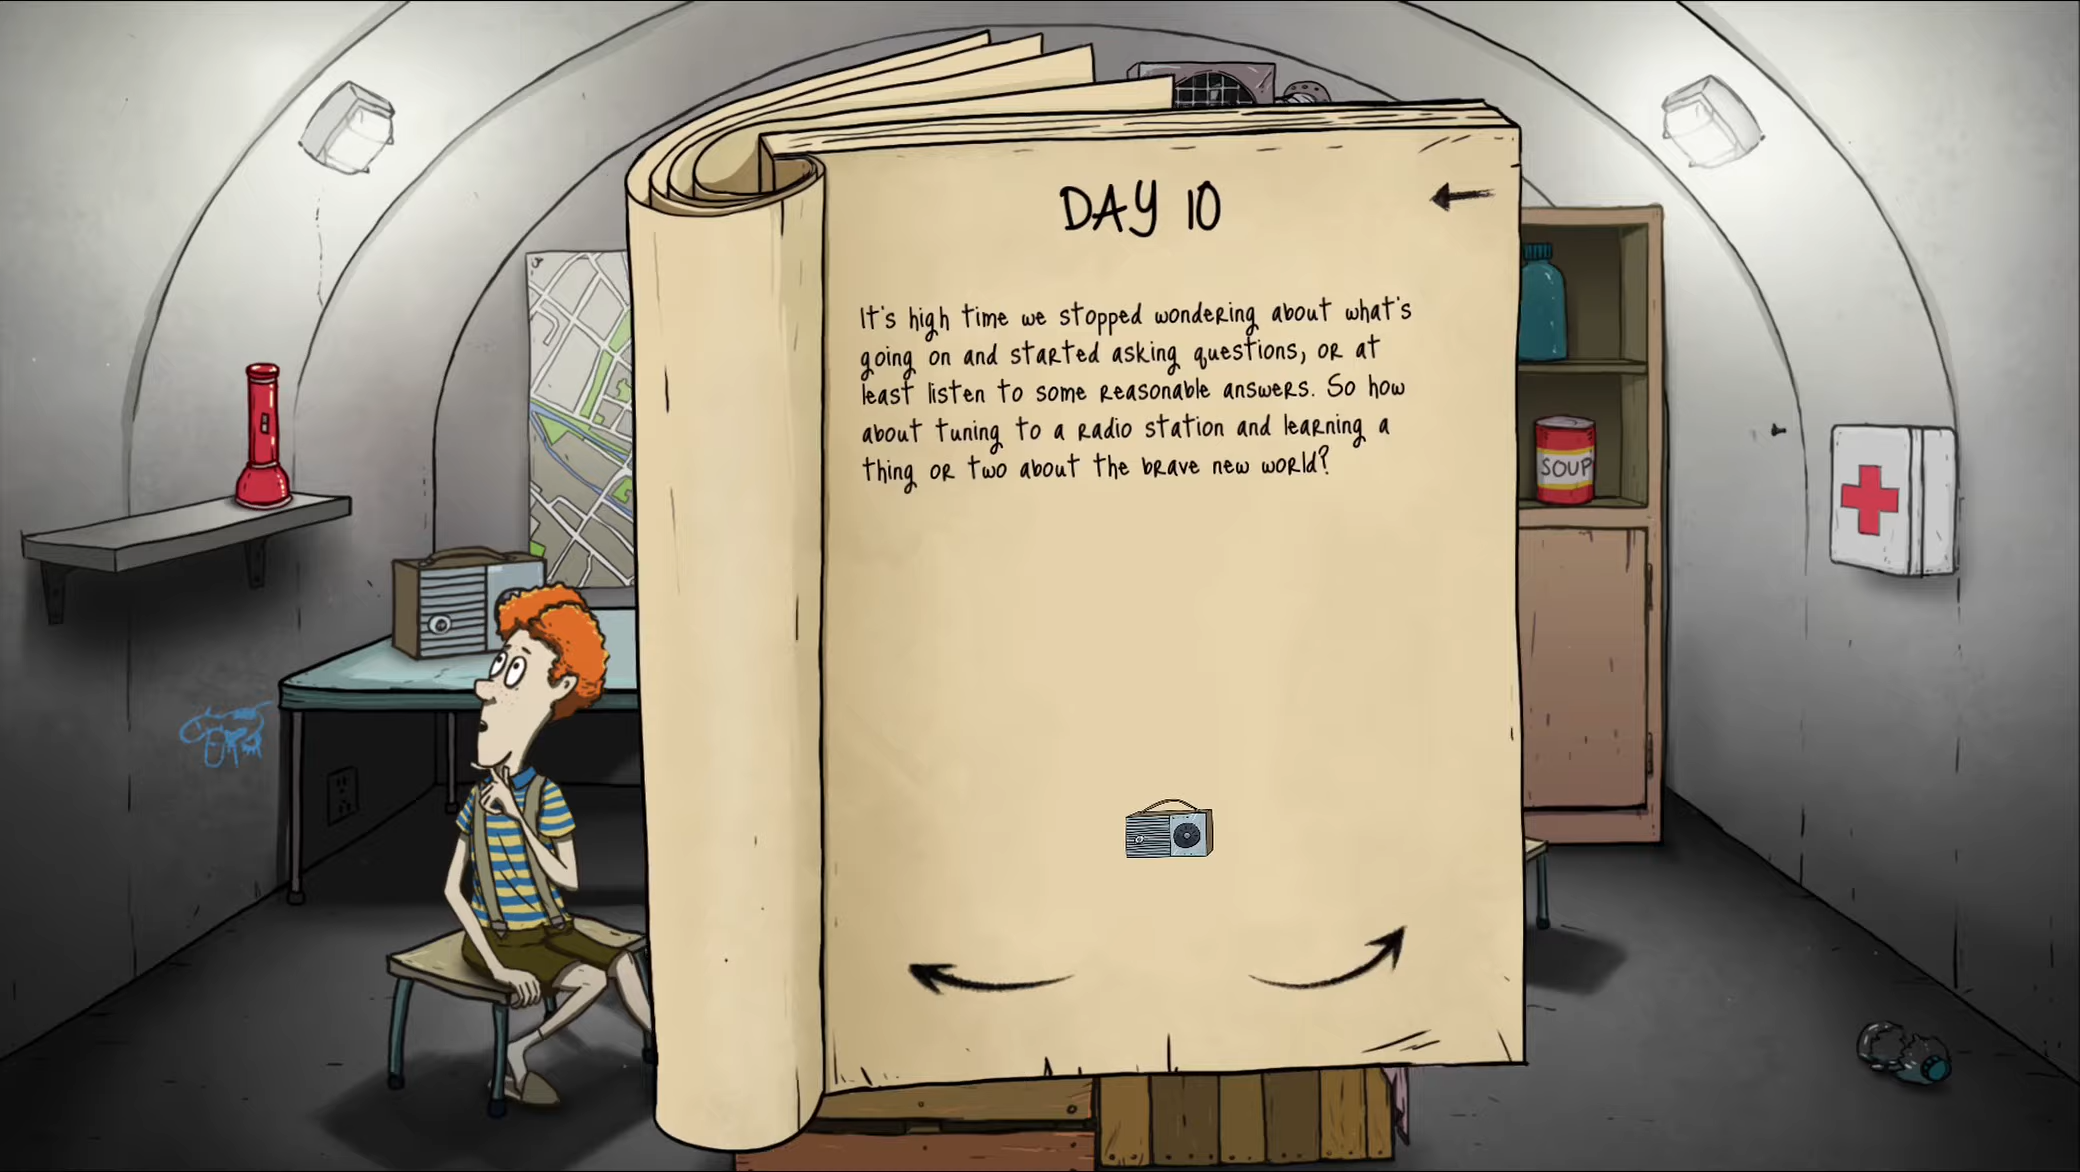 DAY 10
It's high time we stopped wondering about what's
going on and started asking questions, or at
least listen to some reasonable answers. So how
about tuning to a radio station and learning a
thing or two about the brave new world?
SOUP